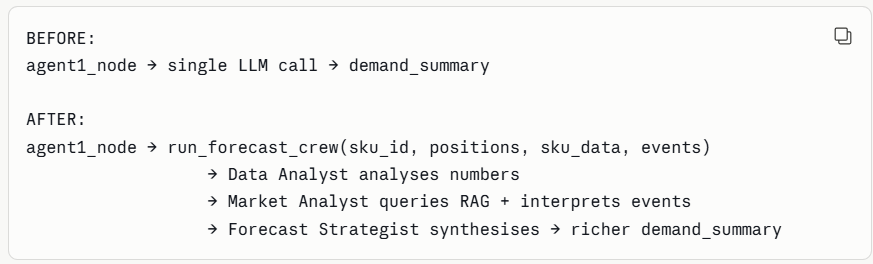 BEFORE:
agent1_node → single LLM call → demand_summary
AFTER:
agent1_node → run_forecast_crew(sku_id, positions, sku_data, events)
→ Data Analyst analyses numbers
→ Market Analyst queries RAG + interprets events
→ Forecast Strategist synthesises → richer demand_summary